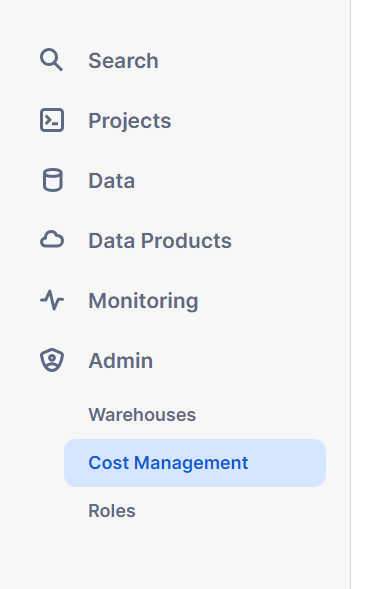 Search
Projects
Data
Data Products
Monitoring
Admin
Warehouses
Cost Management
Roles